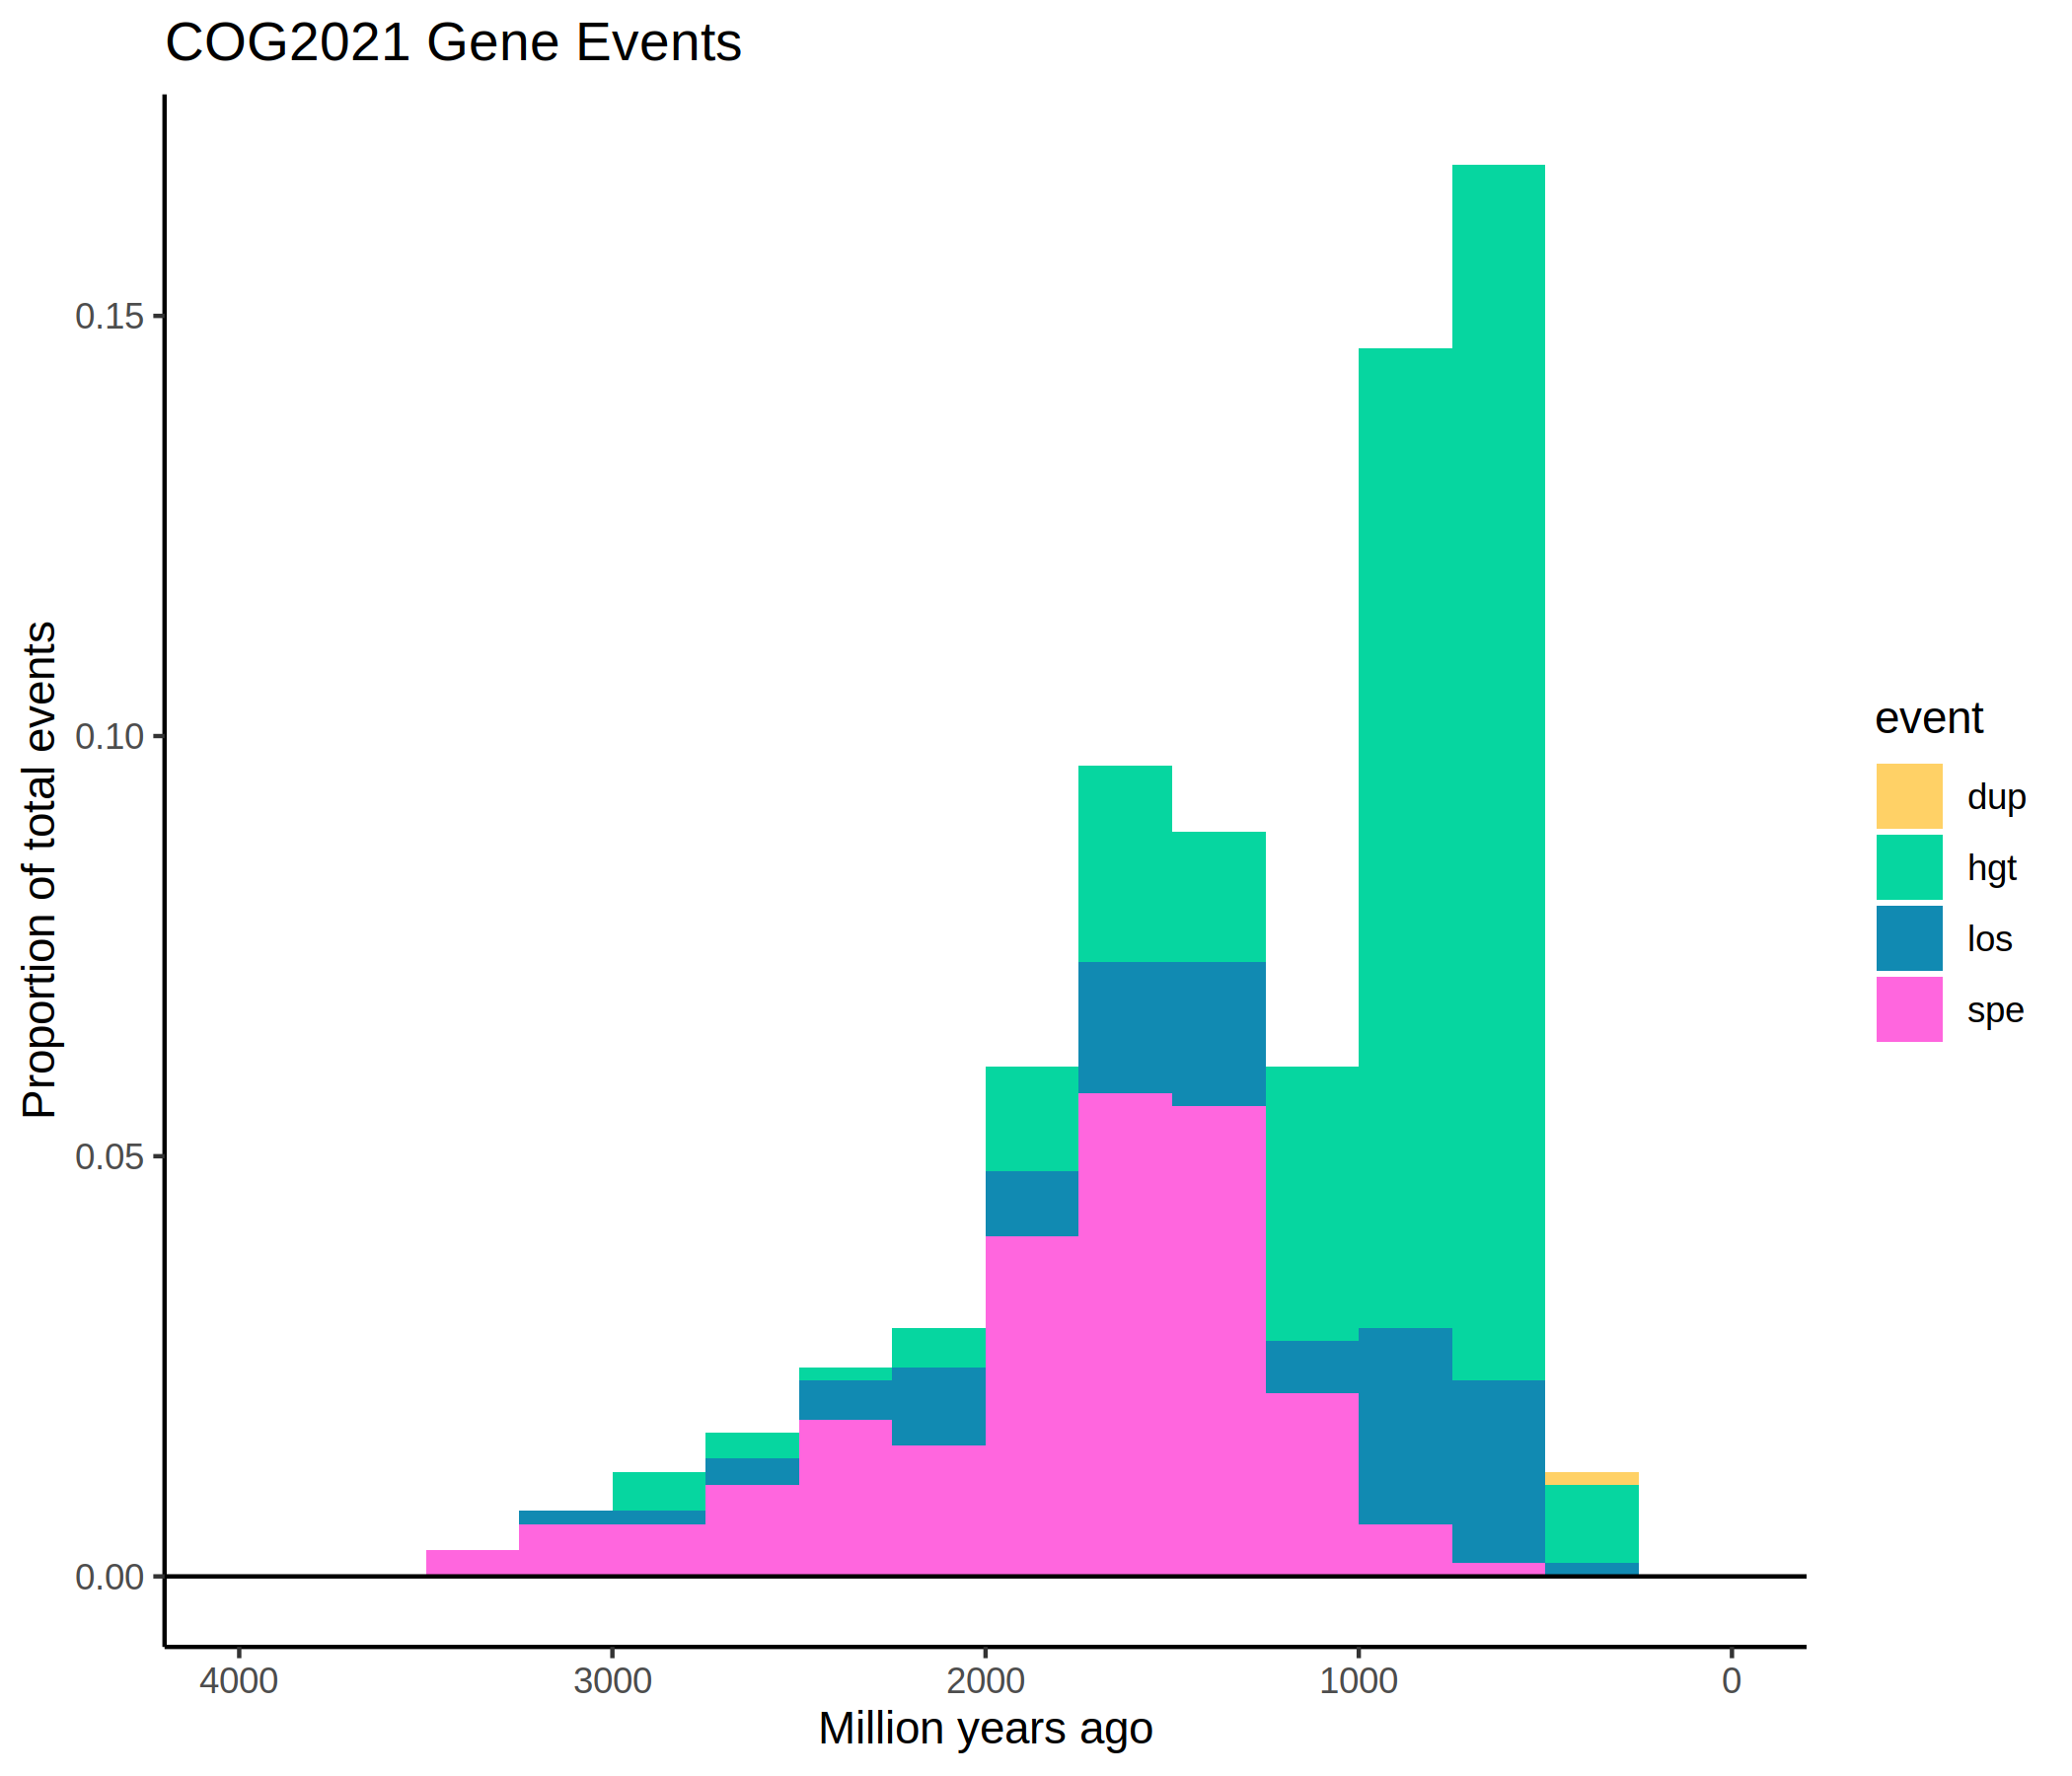 COG2021 Gene Events
Proportion of total events
0.15
0.10
0.05
0.00
4000 3000 2000 1000 0
Million years ago
event
dup
hgt
los
spe